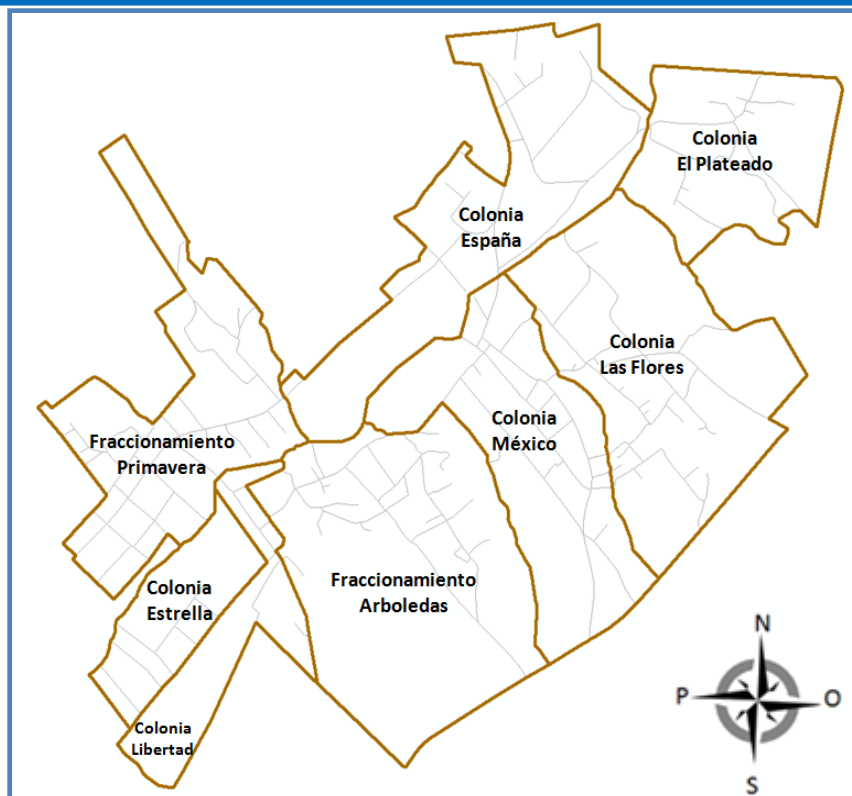 Colonia
El Plateado
Colonia
España
Colonia
Las Flores
Colonia
México
Fraccionamiento
Primavera
Fraccionamiento
Arboledas
Colonia
Estrella
Colonia
Libertad
N
P
O
S